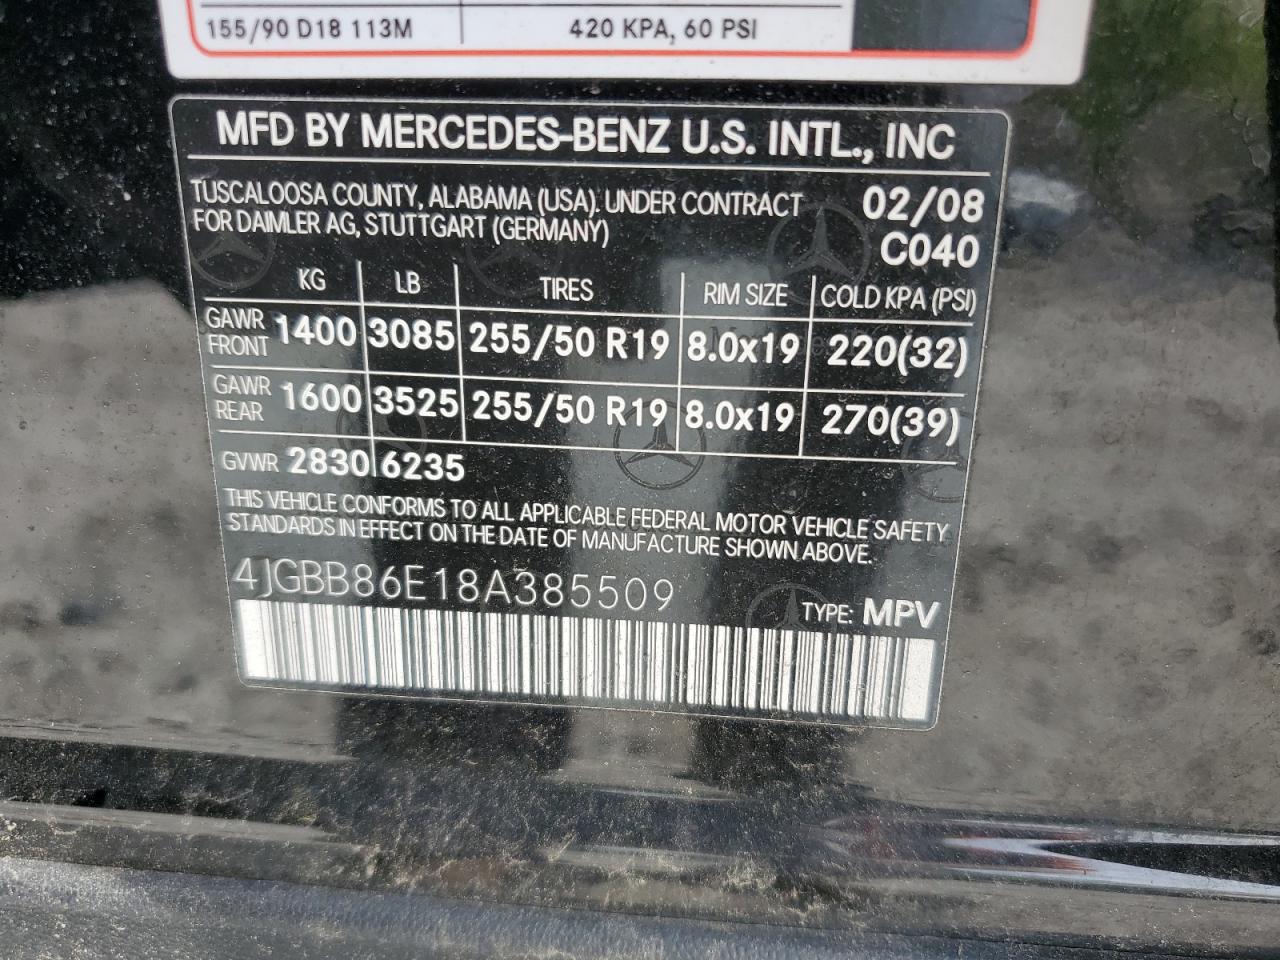 155/90 D18 113M 420 KPA, 60 PSI
MFD BY MERCEDES-BENZ U.S. INTL., INC
TUSCALOOSA COUNTY, ALABAMA (USA). UNDER CONTRACT 02/08
FOR DAIMLER AG, STUTTGART (GERMANY) C040
KG LB TIRES RIM SIZE COLD KPA (PSI)
GAWR FRONT 1400 3085 255/50 R19 8.0x19 220(32)
GAWR REAR 1600 3525 255/50 R19 8.0x19 270(39)
GVWR 2830 6235
THIS VEHICLE CONFORMS TO ALL APPLICABLE FEDERAL MOTOR VEHICLE SAFETY
STANDARDS IN EFFECT ON THE DATE OF MANUFACTURE SHOWN ABOVE.
4JGBB86E18A385509 TYPE: MPV